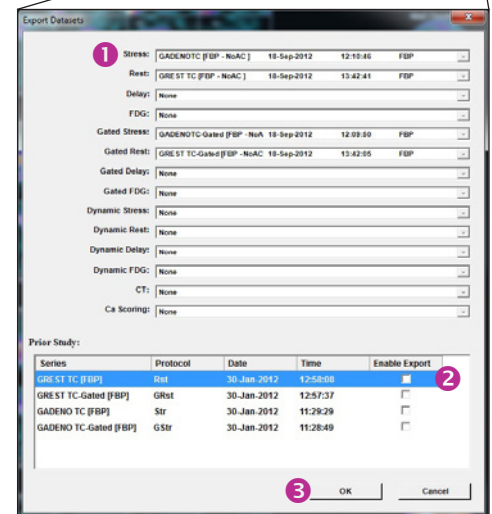 Export Datasets
1
Stress: GADENOTC [FBP - NoAC ] 18-Sep-2012 12:10:46 FBP
Rest: GREST TC [FBP - NoAC ] 18-Sep-2012 13:42:41 FBP
Delay: None
FDG: None
Gated Stress: GADENOTC-Gated [FBP - NoA 18-Sep-2012 12:09:50 FBP
Gated Rest: GREST TC-Gated [FBP - NoAC 18-Sep-2012 13:42:05 FBP
Gated Delay: None
Gated FDG: None
Dynamic Stress: None
Dynamic Rest: None
Dynamic Delay: None
Dynamic FDG: None
CT: None
Ca Scoring: None
Prior Study:
Series Protocol Date Time Enable Export
GREST TC [FBP] Rst 30-Jan-2012 12:58:08 2
GREST TC-Gated [FBP] GRst 30-Jan-2012 12:57:37
GADENO TC [FBP] Str 30-Jan-2012 11:29:29
GADENO TC-Gated [FBP] GStr 30-Jan-2012 11:28:49
3 OK Cancel